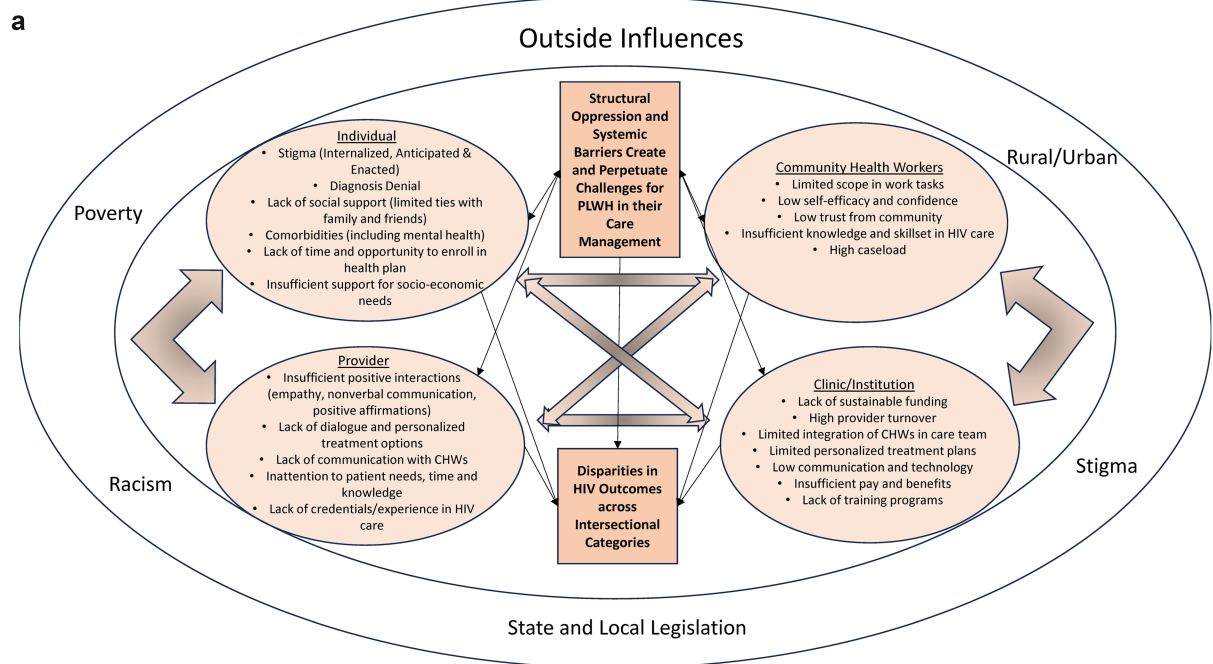 a
Outside Influences
Structural
Oppression and
Systemic
Barriers Create
and Perpetuate
Challenges for
PLWH in their
Care
Management
Individual
• Stigma (Internalized, Anticipated &
Enacted)
• Diagnosis Denial
• Lack of social support (limited ties with
family and friends)
• Comorbidities (including mental health)
• Lack of time and opportunity to enroll in
health plan
• Insufficient support for socio-economic
needs
Community Health Workers
• Limited scope in work tasks
• Low self-efficacy and confidence
• Low trust from community
• Insufficient knowledge and skillset in HIV care
• High caseload
Rural/Urban
Poverty
Provider
• Insufficient positive interactions
(empathy, nonverbal communication,
positive affirmations)
• Lack of dialogue and personalized
treatment options
• Lack of communication with CHWs
• Inattention to patient needs, time and
knowledge
• Lack of credentials/experience in HIV
care
Clinic/Institution
• Lack of sustainable funding
• High provider turnover
• Limited integration of CHWs in care team
• Limited personalized treatment plans
• Low communication and technology
• Insufficient pay and benefits
• Lack of training programs
Disparities in
HIV Outcomes
across
Intersectional
Categories
Racism
Stigma
State and Local Legislation